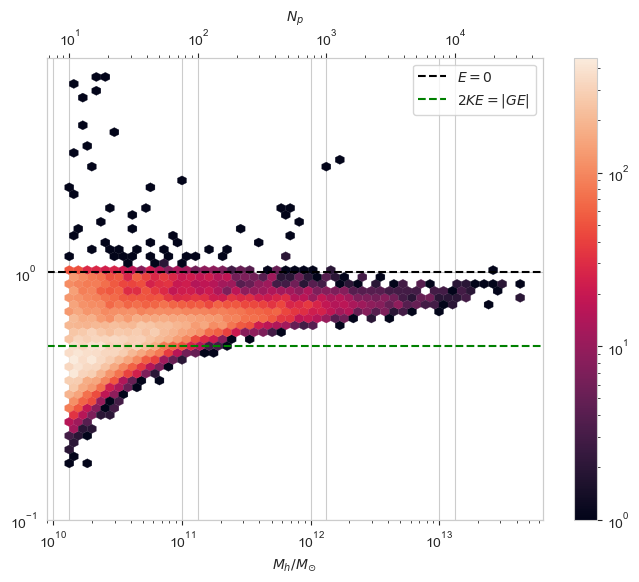 $N_p$
$10^1$ $10^2$ $10^3$ $10^4$
$E = 0$
$2KE = |GE|$
$10^0$
$10^{-1}$
$10^{10}$ $10^{11}$ $10^{12}$ $10^{13}$
$M_h/M_\odot$
$10^2$
$10^1$
$10^0$